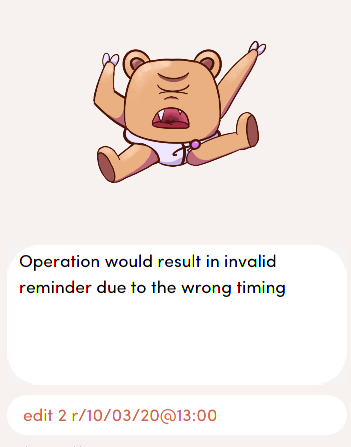 Operation would result in invalid
reminder due to the wrong timing
edit 2 r/10/03/20@13:00